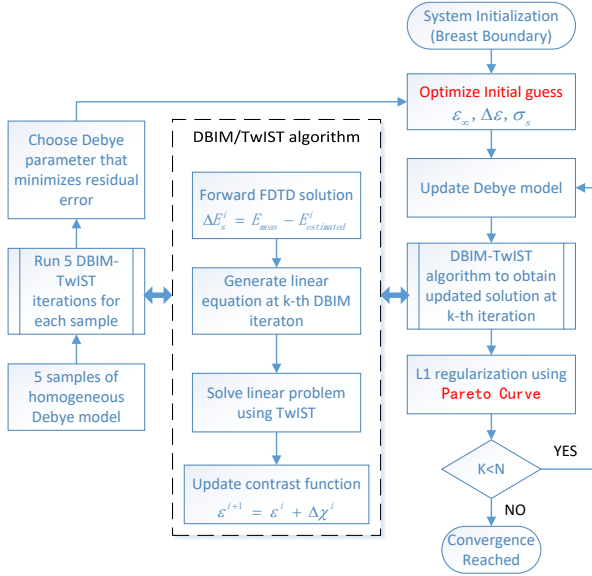 System Initialization
(Breast Boundary)
Optimize Initial guess
ε∞, Δε, σs
Update Debye model
DBIM-TwIST
algorithm to obtain
updated solution at
k-th iteration
L1 regularization using
Pareto Curve
K<N
YES
NO
Convergence
Reached
DBIM/TwIST algorithm
Forward FDTD solution
ΔE_s^i = E_meas − E_estimated^i
Generate linear
equation at k-th DBIM
iteraton
Solve linear problem
using TwIST
Update contrast function
ε^{i+1} = ε^i + Δχ^i
Choose Debye
parameter that
minimizes residual
error
Run 5 DBIM-
TwIST
iterations for
each sample
5 samples of
homogeneous
Debye model